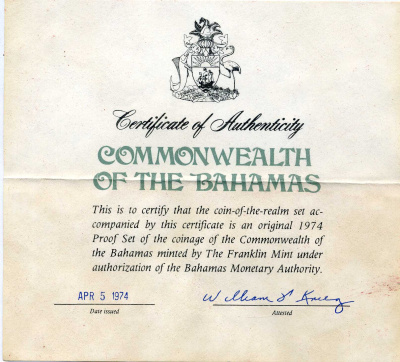 Certificate of Authenticity
COMMONWEALTH
OF THE BAHAMAS
This is to certify that the coin-of-the-realm set ac-
companied by this certificate is an original 1974
Proof Set of the coinage of the Commonwealth of
the Bahamas minted by The Franklin Mint under
authorization of the Bahamas Monetary Authority.
APR 5 1974
Date issued
Attested